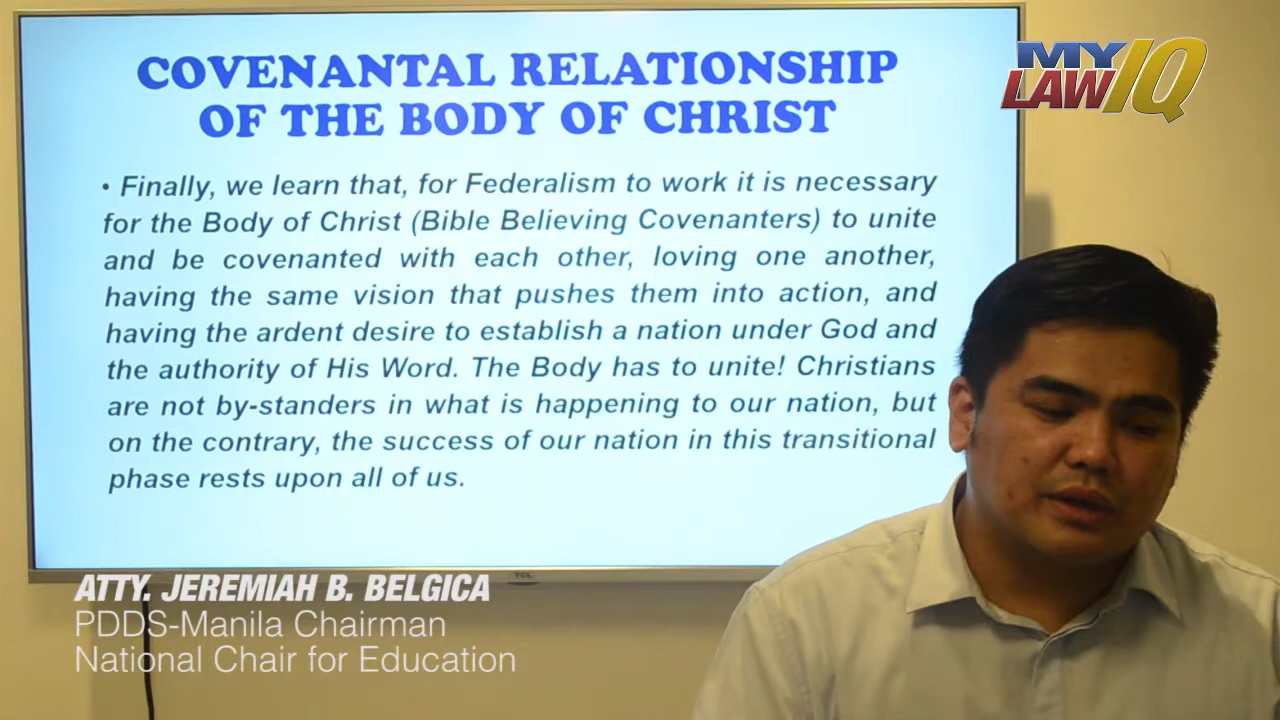 COVENANTAL RELATIONSHIP
OF THE BODY OF CHRIST
MY
LAW IQ
• Finally, we learn that, for Federalism to work it is necessary
for the Body of Christ (Bible Believing Covenanters) to unite
and be covenanted with each other, loving one another,
having the same vision that pushes them into action, and
having the ardent desire to establish a nation under God and
the authority of His Word. The Body has to unite! Christians
are not by-standers in what is happening to our nation, but
on the contrary, the success of our nation in this transitional
phase rests upon all of us.
TCL
ATTY. JEREMIAH B. BELGICA
PDDS-Manila Chairman
National Chair for Education